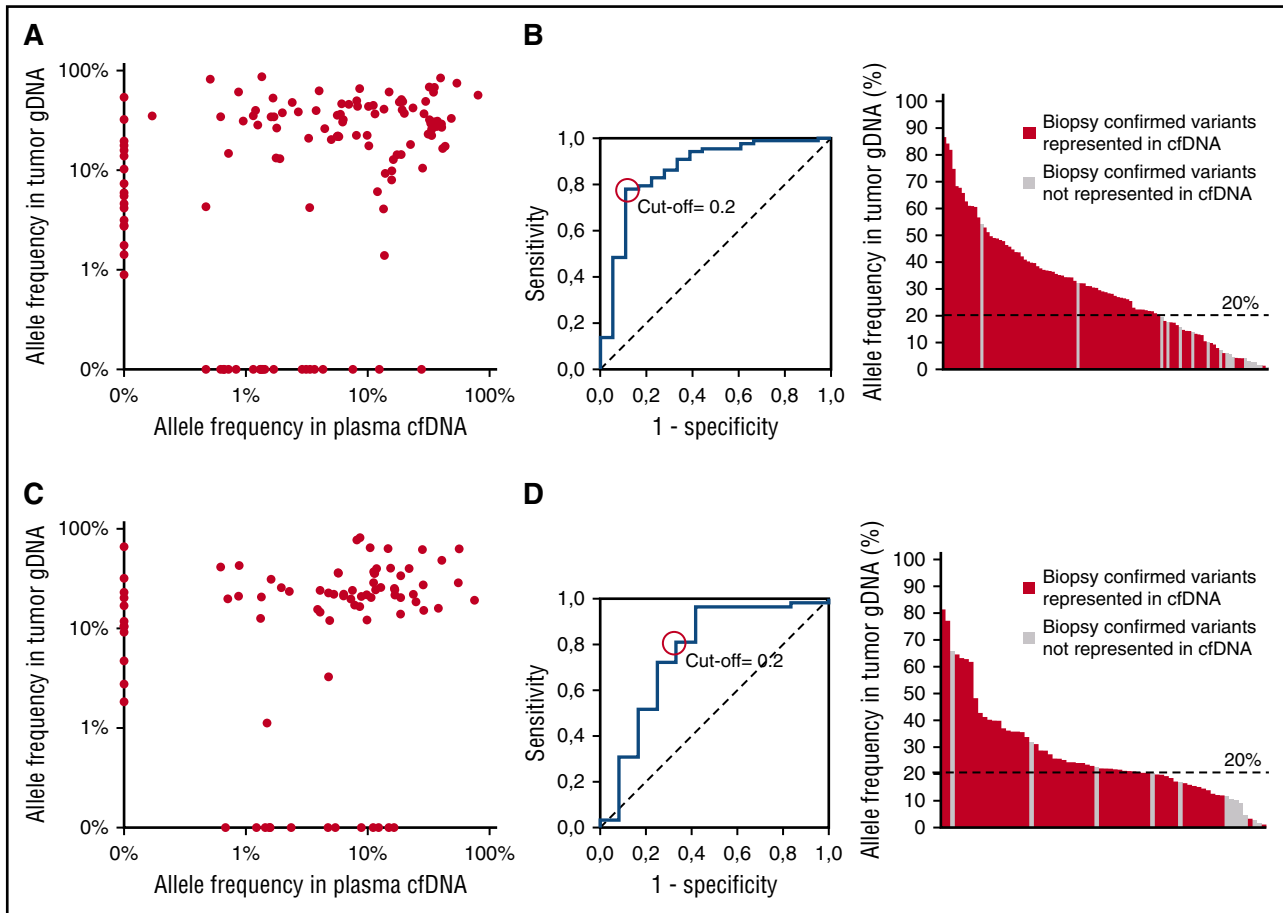 A
Allele frequency in tumor gDNA
100%
10%
1%
0%
0%
1%
10%
100%
Allele frequency in plasma cfDNA
B
Sensitivity
1,0
0,8
0,6
0,4
0,2
0,0
Cut-off= 0.2
0,0
0,2
0,4
0,6
0,8
1,0
1 - specificity
Allele frequency in tumor gDNA (%)
100
90
80
70
60
50
40
30
20
10
0
Biopsy confirmed variants
represented in cfDNA
Biopsy confirmed variants
not represented in cfDNA
20%
C
Allele frequency in tumor gDNA
100%
10%
1%
0%
0%
1%
10%
100%
Allele frequency in plasma cfDNA
D
Sensitivity
1,0
0,8
0,6
0,4
0,2
0,0
Cut-off= 0.2
0,0
0,2
0,4
0,6
0,8
1,0
1 - specificity
Allele frequency in tumor gDNA (%)
100
90
80
70
60
50
40
30
20
10
0
Biopsy confirmed variants
represented in cfDNA
Biopsy confirmed variants
not represented in cfDNA
20%